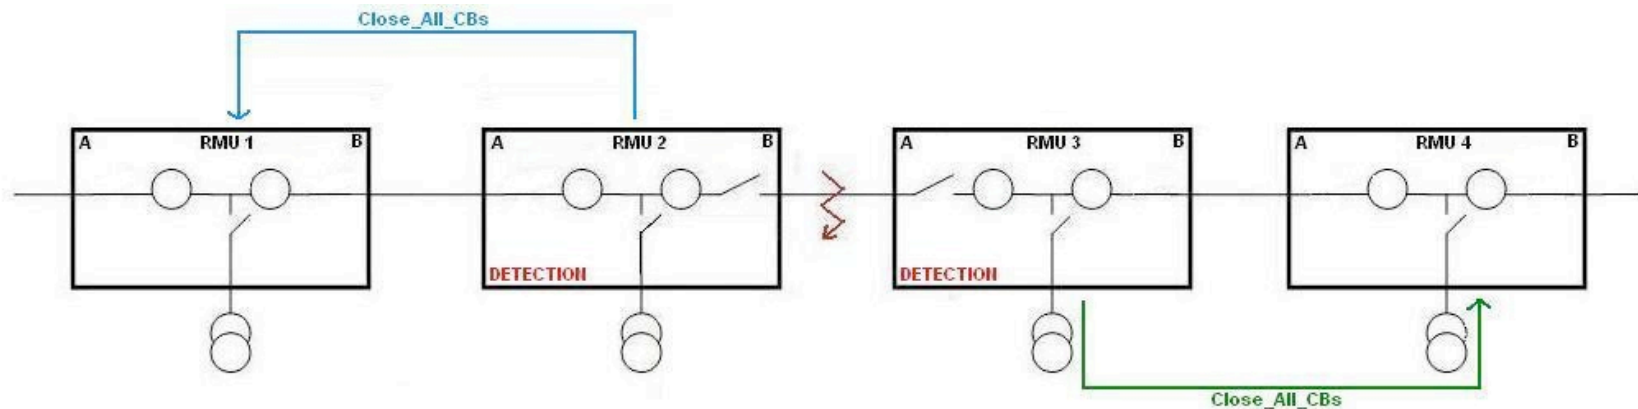 Close_All_CBs
A RMU 1 B
A RMU 2 B
A RMU 3 B
A RMU 4 B
DETECTION
DETECTION
Close_All_CBs